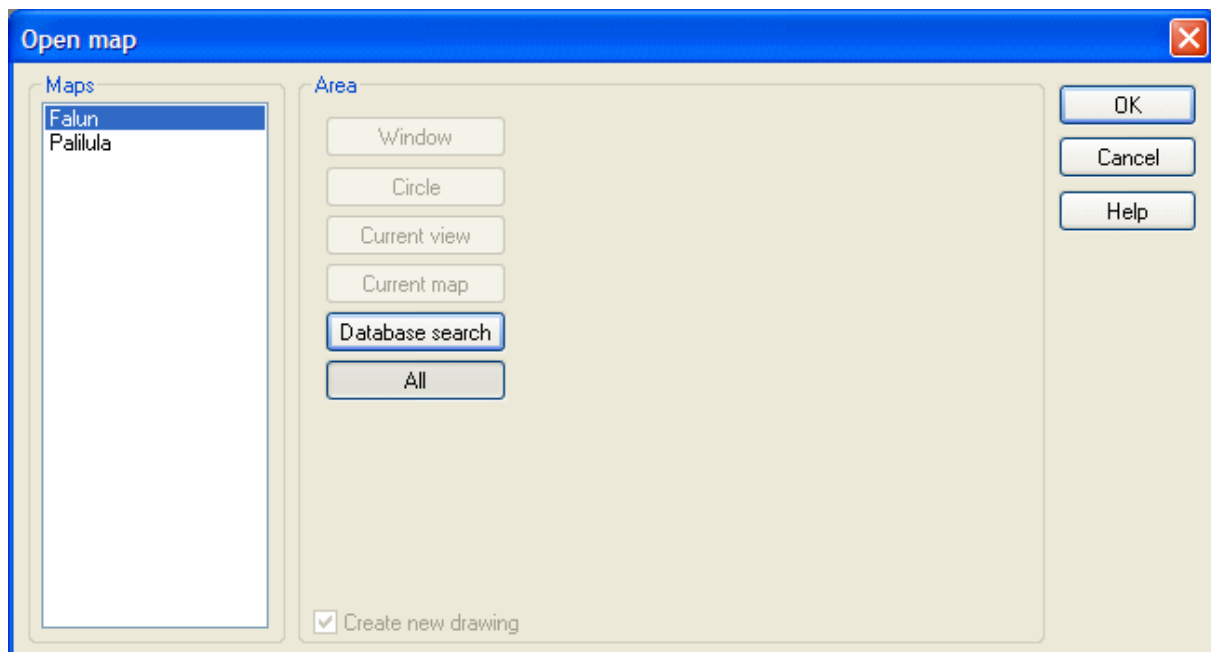 Open map
Maps
Falun
Palilula
Area
Window
Circle
Current view
Current map
Database search
All
Create new drawing
OK
Cancel
Help